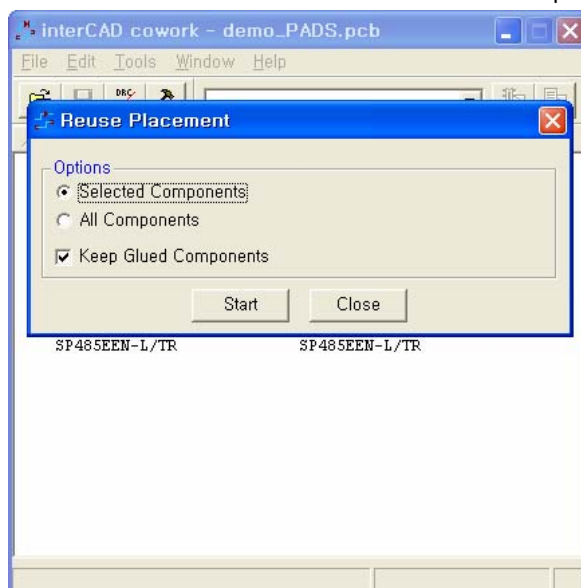 interCAD cowork - demo_PADS.pcb
File Edit Tools Window Help
DRC
Reuse Placement
Options
Selected Components
All Components
Keep Glued Components
Start Close
SP485EEN-L/TR SP485EEN-L/TR